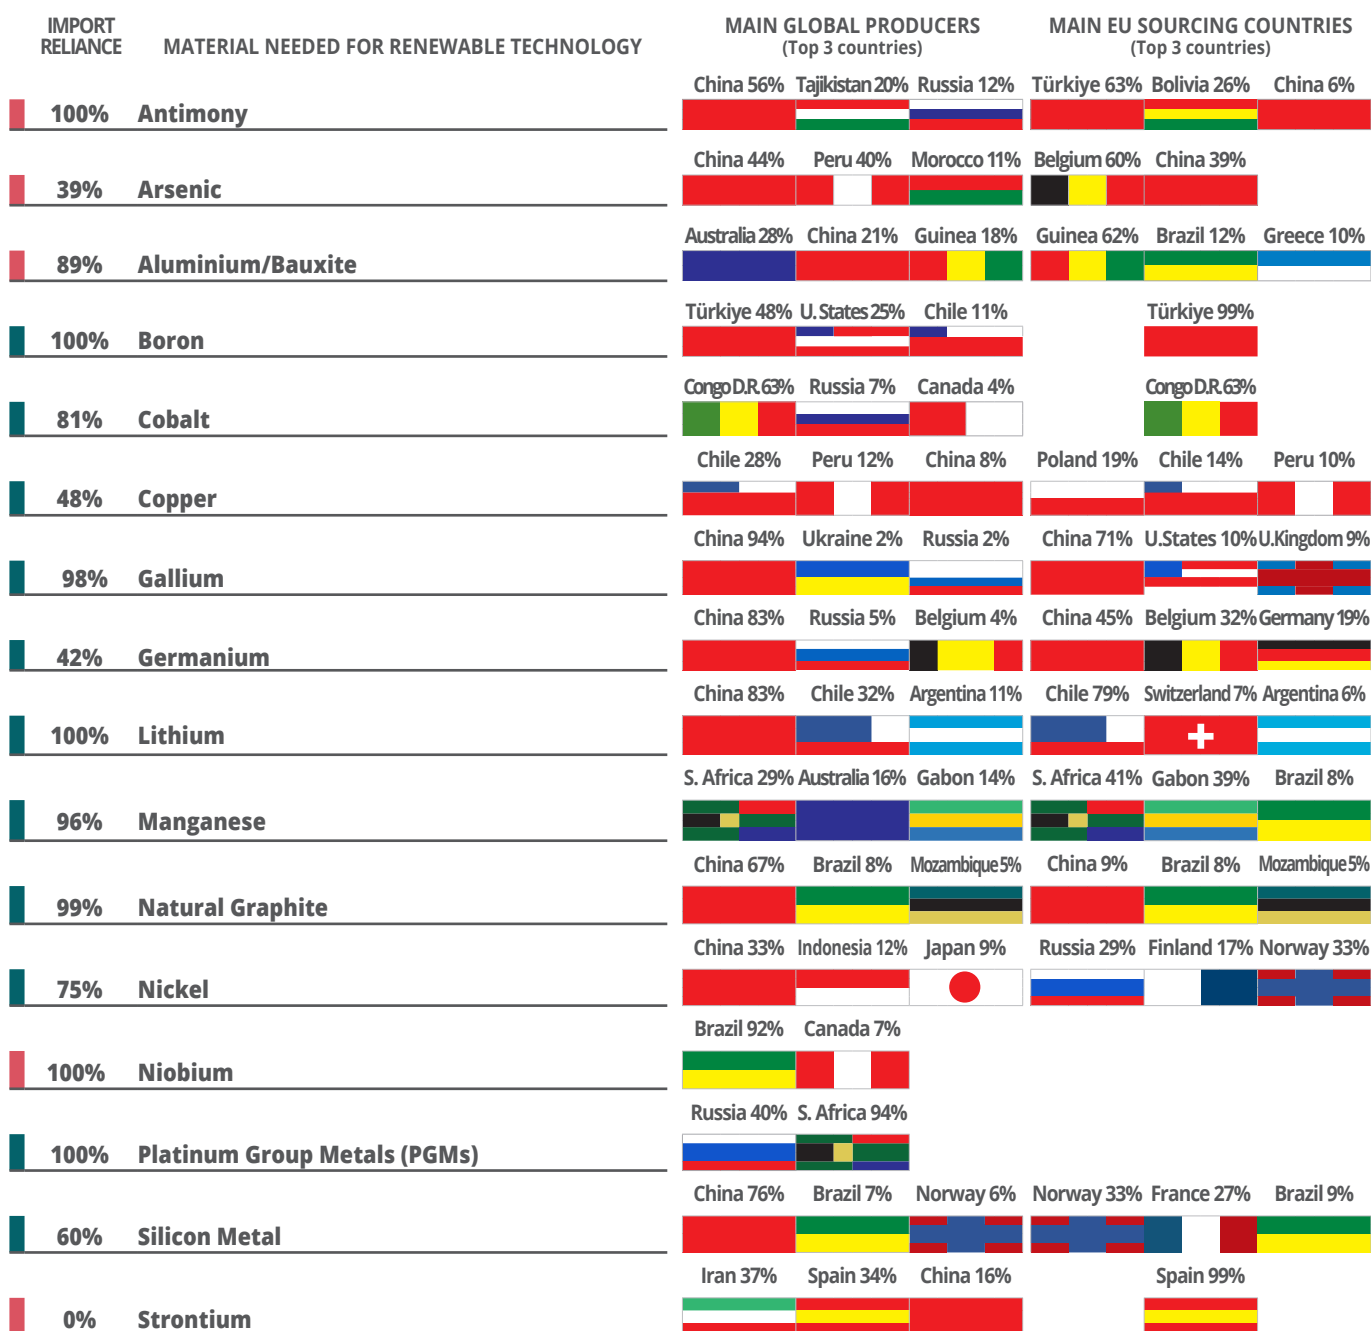 IMPORT RELIANCE MATERIAL NEEDED FOR RENEWABLE TECHNOLOGY MAIN GLOBAL PRODUCERS (Top 3 countries) MAIN EU SOURCING COUNTRIES (Top 3 countries)
China 56% Tajikistan 20% Russia 12% Türkiye 63% Bolivia 26% China 6%
100% Antimony
China 44% Peru 40% Morocco 11% Belgium 60% China 39%
39% Arsenic
Australia 28% China 21% Guinea 18% Guinea 62% Brazil 12% Greece 10%
89% Aluminium/Bauxite
Türkiye 48% U. States 25% Chile 11% Türkiye 99%
100% Boron
Congo D.R. 63% Russia 7% Canada 4% Congo D.R. 63%
81% Cobalt
Chile 28% Peru 12% China 8% Poland 19% Chile 14% Peru 10%
48% Copper
China 94% Ukraine 2% Russia 2% China 71% U.States 10% U.Kingdom 9%
98% Gallium
China 83% Russia 5% Belgium 4% China 45% Belgium 32% Germany 19%
42% Germanium
China 83% Chile 32% Argentina 11% Chile 79% Switzerland 7% Argentina 6%
100% Lithium
S. Africa 29% Australia 16% Gabon 14% S. Africa 41% Gabon 39% Brazil 8%
96% Manganese
China 67% Brazil 8% Mozambique 5% China 9% Brazil 8% Mozambique 5%
99% Natural Graphite
China 33% Indonesia 12% Japan 9% Russia 29% Finland 17% Norway 33%
75% Nickel
Brazil 92% Canada 7%
100% Niobium
Russia 40% S. Africa 94%
100% Platinum Group Metals (PGMs)
China 76% Brazil 7% Norway 6% Norway 33% France 27% Brazil 9%
60% Silicon Metal
Iran 37% Spain 34% China 16% Spain 99%
0% Strontium